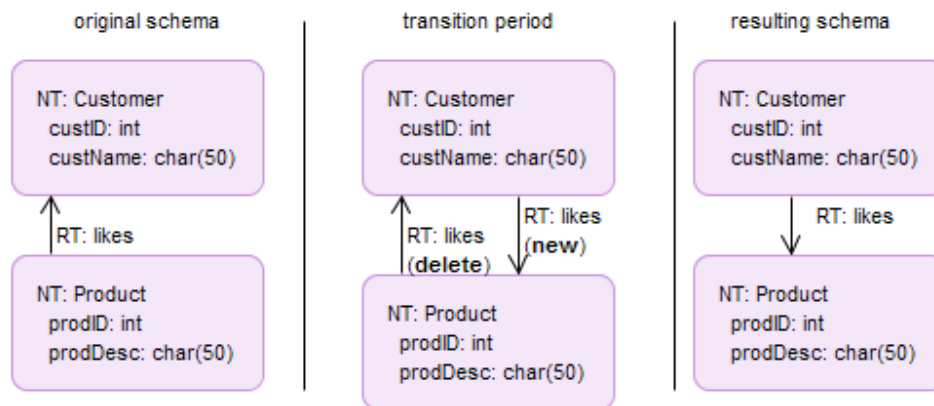 original schema
NT: Customer
custID: int
custName: char(50)
RT: likes
NT: Product
prodID: int
prodDesc: char(50)
transition period
NT: Customer
custID: int
custName: char(50)
RT: likes
(delete)
RT: likes
(new)
NT: Product
prodID: int
prodDesc: char(50)
resulting schema
NT: Customer
custID: int
custName: char(50)
RT: likes
NT: Product
prodID: int
prodDesc: char(50)